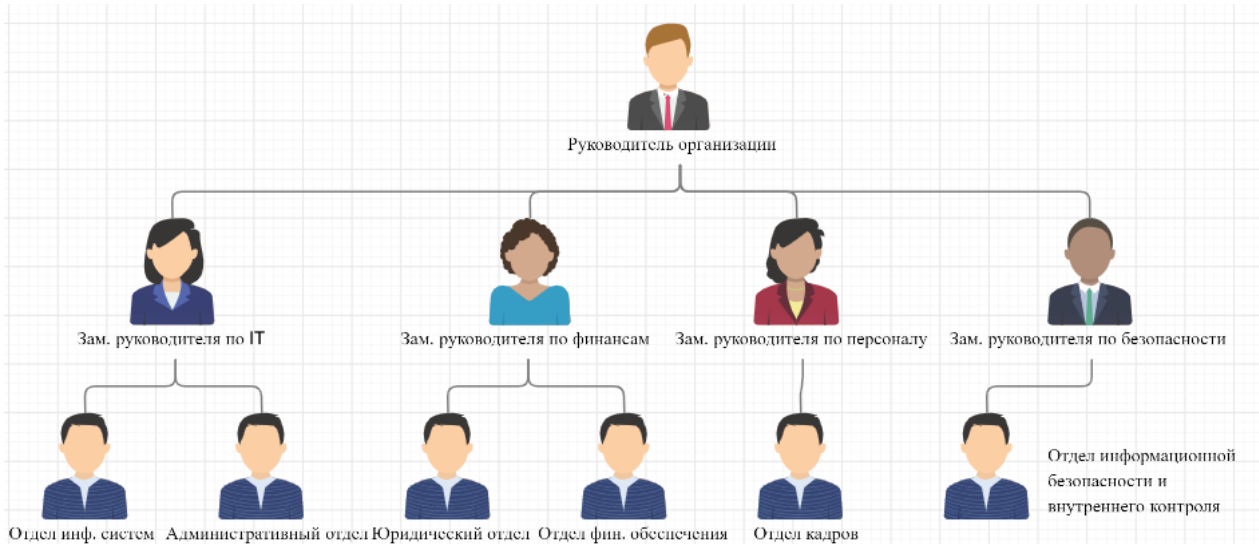 Руководитель организации
Зам. руководителя по IT
Зам. руководителя по финансам
Зам. руководителя по персоналу
Зам. руководителя по безопасности
Отдел инф. систем
Административный отдел
Юридический отдел
Отдел фин. обеспечения
Отдел кадров
Отдел информационной
безопасности и
внутреннего контроля